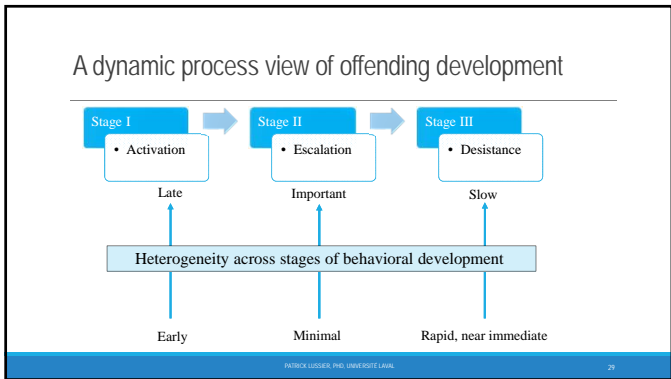 A dynamic process view of offending development
Stage I
Stage II
Stage III
• Activation
• Escalation
• Desistance
Late
Important
Slow
Heterogeneity across stages of behavioral development
Early
Minimal
Rapid, near immediate
PATRICK LUSSIER, PHD, UNIVERSITÉ LAVAL
29